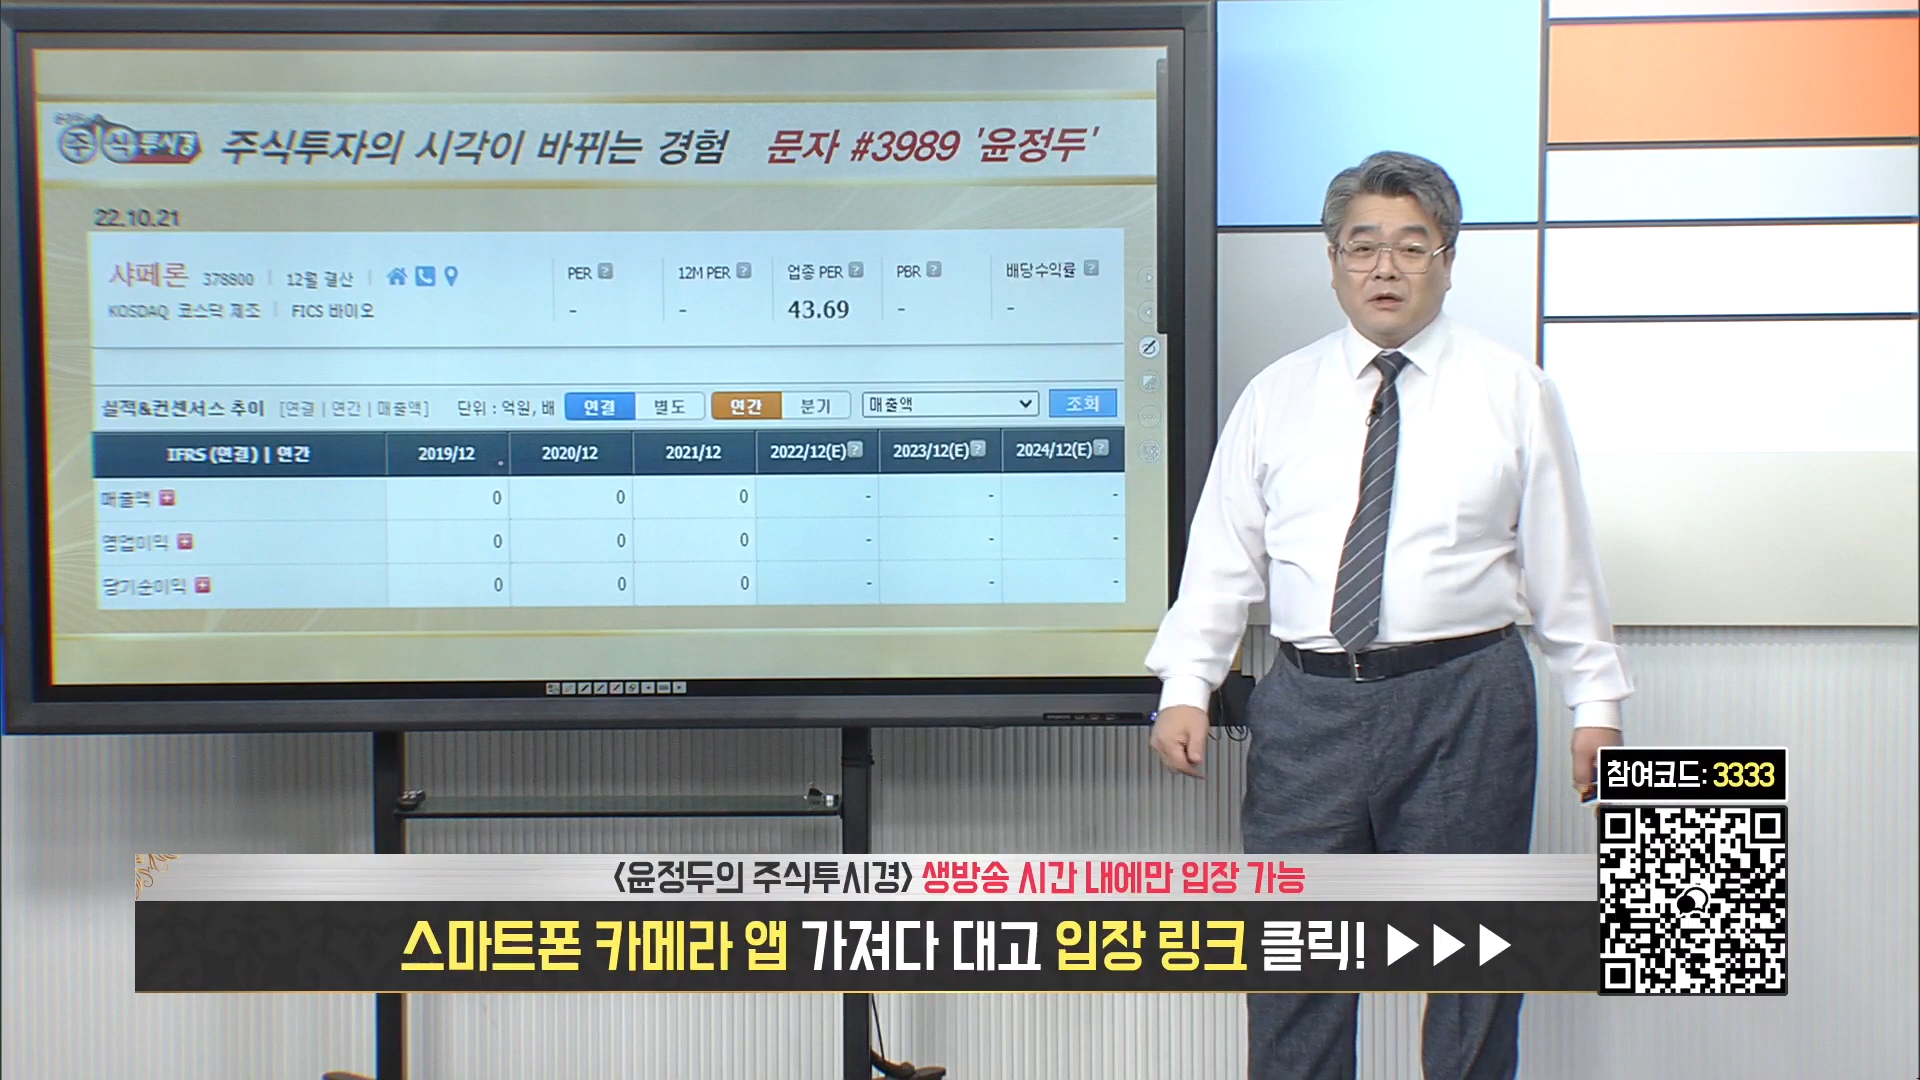 주식투시경 주식투자의 시각이 바뀌는 경험 문자 #3989 '윤정두'
22.10.21
샤페론 378800 | 12월 결산 |
KOSDAQ 코스닥 제조 | FICS 바이오
PER ? 12M PER ? 업종 PER ? PBR ? 배당수익률 ?
- - 43.69 - -
실적&컨센서스 추이 [연결 | 연간 | 매출액] 단위 : 억원, 배 연결 별도 연간 분기 매출액 조회
IFRS (연결) | 연간 2019/12 2020/12 2021/12 2022/12(E) ? 2023/12(E) ? 2024/12(E) ?
매출액 + 0 0 0 - - -
영업이익 + 0 0 0 - - -
당기순이익 + 0 0 0 - - -
참여코드: 3333
<윤정두의 주식투시경> 생방송 시간 내에만 입장 가능
스마트폰 카메라 앱 가져다 대고 입장 링크 클릭! ▶▶▶